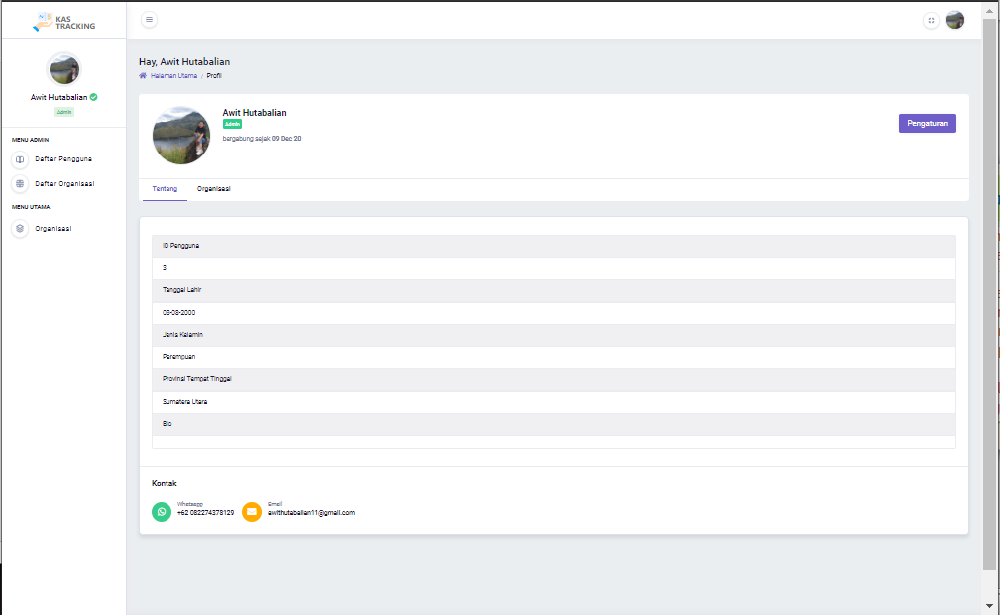 KAS
TRACKING
Awit Hutabalian
Admin
MENU ADMIN
Daftar Pengguna
Daftar Organisasi
MENU UTAMA
Organisasi
Hay, Awit Hutabalian
Halaman Utama / Profil
Awit Hutabalian
Admin
bergabung sejak 09 Dec 20
Pengaturan
Tentang Organisasi
ID Pengguna
3
Tanggal Lahir
03-08-2000
Jenis Kelamin
Perempuan
Provinsi Tempat Tinggal
Sumatera Utara
Bio
Kontak
Whatsapp
+62 082274378129
Email
awithutabalian11@gmail.com